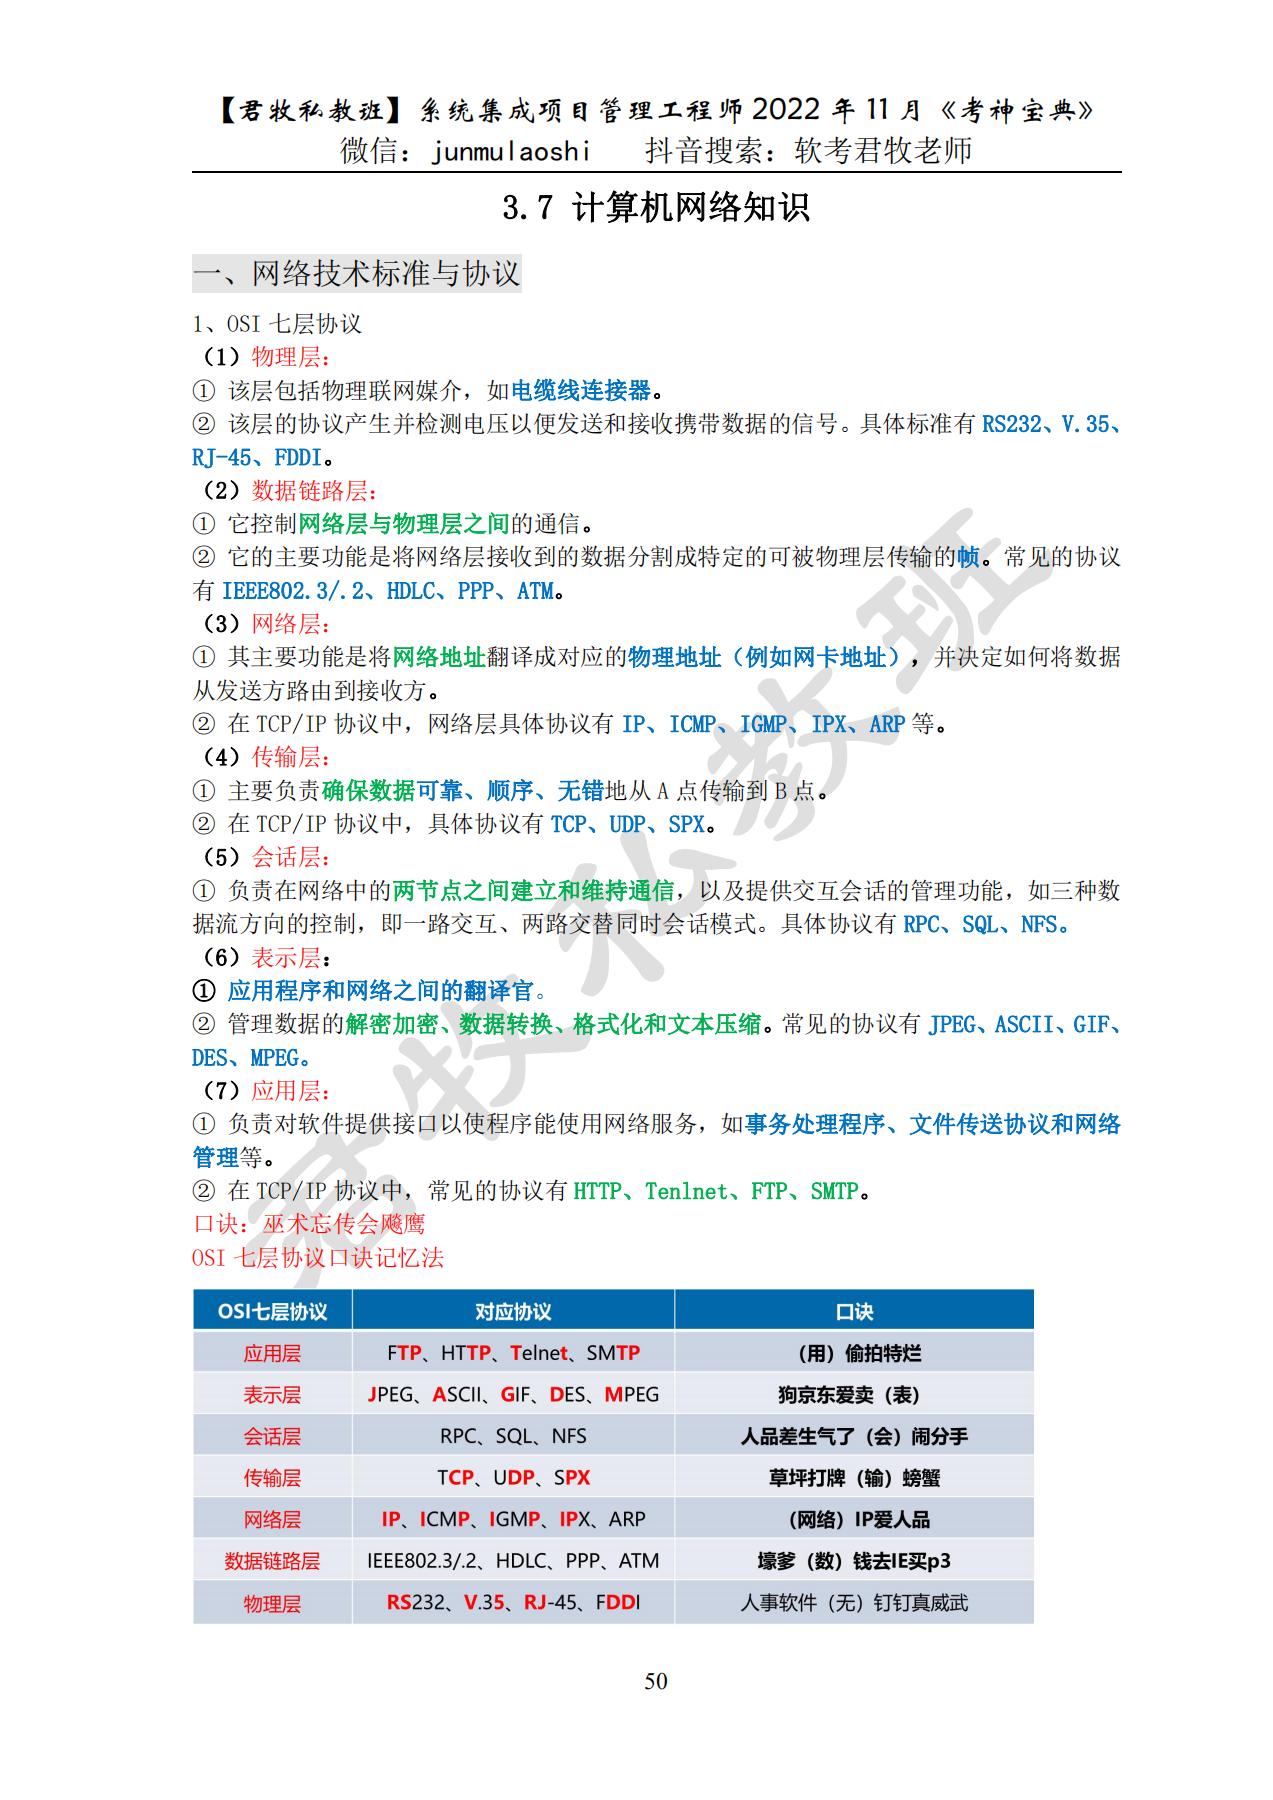 【君牧私教班】系统集成项目管理工程师 2022 年 11 月《考神宝典》
微信：junmulaoshi 抖音搜索：软考君牧老师
3.7 计算机网络知识
一、网络技术标准与协议
1、OSI 七层协议
（1）物理层：
① 该层包括物理联网媒介，如电缆线连接器。
② 该层的协议产生并检测电压以便发送和接收携带数据的信号。具体标准有 RS232、V.35、
RJ-45、FDDI。
（2）数据链路层：
① 它控制网络层与物理层之间的通信。
② 它的主要功能是将网络层接收到的数据分割成特定的可被物理层传输的帧。常见的协议
有 IEEE802.3/.2、HDLC、PPP、ATM。
（3）网络层：
① 其主要功能是将网络地址翻译成对应的物理地址（例如网卡地址），并决定如何将数据
从发送方路由到接收方。
② 在 TCP/IP 协议中，网络层具体协议有 IP、ICMP、IGMP、IPX、ARP 等。
（4）传输层：
① 主要负责确保数据可靠、顺序、无错地从 A 点传输到 B 点。
② 在 TCP/IP 协议中，具体协议有 TCP、UDP、SPX。
（5）会话层：
① 负责在网络中的两节点之间建立和维持通信，以及提供交互会话的管理功能，如三种数
据流方向的控制，即一路交互、两路交替同时会话模式。具体协议有 RPC、SQL、NFS。
（6）表示层：
① 应用程序和网络之间的翻译官。
② 管理数据的解密加密、数据转换、格式化和文本压缩。常见的协议有 JPEG、ASCII、GIF、
DES、MPEG。
（7）应用层：
① 负责对软件提供接口以使程序能使用网络服务，如事务处理程序、文件传送协议和网络
管理等。
② 在 TCP/IP 协议中，常见的协议有 HTTP、Tenlnet、FTP、SMTP。
口诀：巫术忘传会飚鹰
OSI 七层协议口诀记忆法
OSI七层协议 对应协议 口诀
应用层 FTP、HTTP、Telnet、SMTP （用）偷拍特烂
表示层 JPEG、ASCII、GIF、DES、MPEG 狗京东爱卖（表）
会话层 RPC、SQL、NFS 人品差生气了（会）闹分手
传输层 TCP、UDP、SPX 草坪打牌（输）螃蟹
网络层 IP、ICMP、IGMP、IPX、ARP （网络）IP爱人品
数据链路层 IEEE802.3/.2、HDLC、PPP、ATM 壕爹（数）钱去IE买p3
物理层 RS232、V.35、RJ-45、FDDI 人事软件（无）钉钉真威武
50
君牧私教班